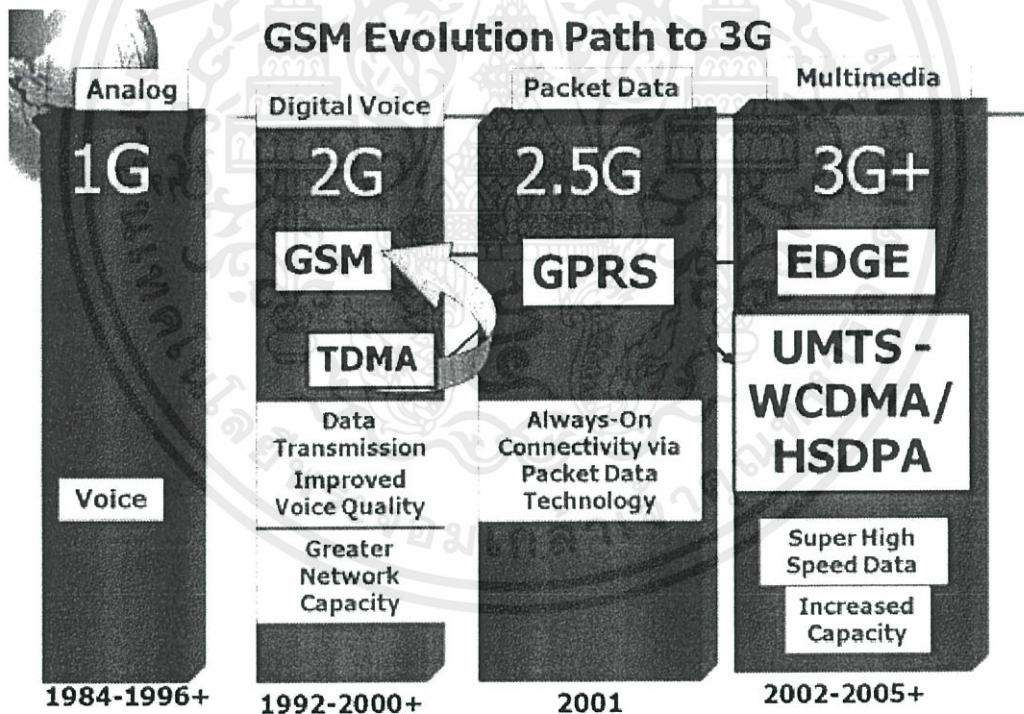 GSM Evolution Path to 3G
Analog
1G
Voice
1984-1996+
Digital Voice
2G
GSM
TDMA
Data
Transmission
Improved
Voice Quality
Greater
Network
Capacity
1992-2000+
Packet Data
2.5G
GPRS
Always-On
Connectivity via
Packet Data
Technology
2001
Multimedia
3G+
EDGE
UMTS -
WCDMA/
HSDPA
Super High
Speed Data
Increased
Capacity
2002-2005+